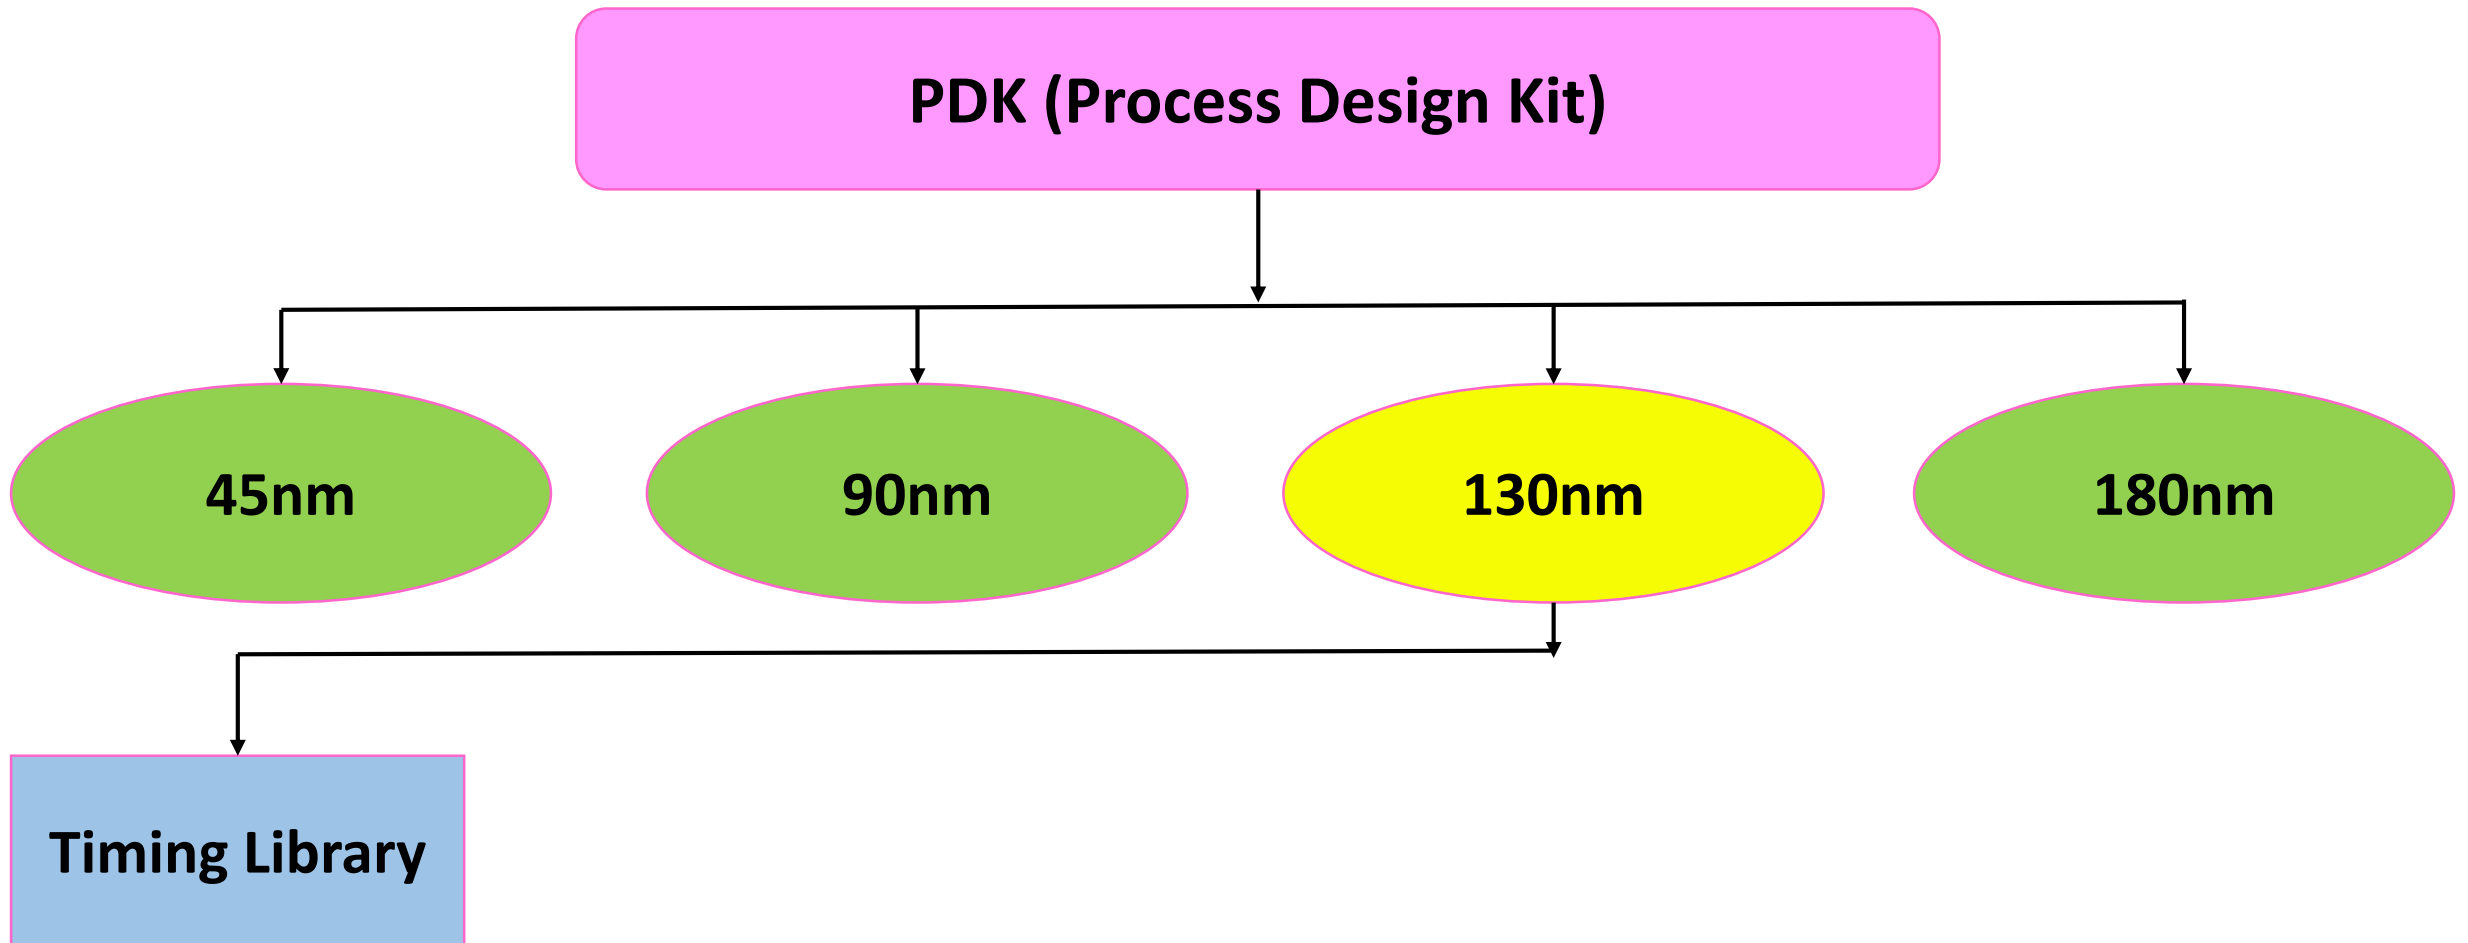 PDK (Process Design Kit)
45nm
90nm
130nm
180nm
Timing Library